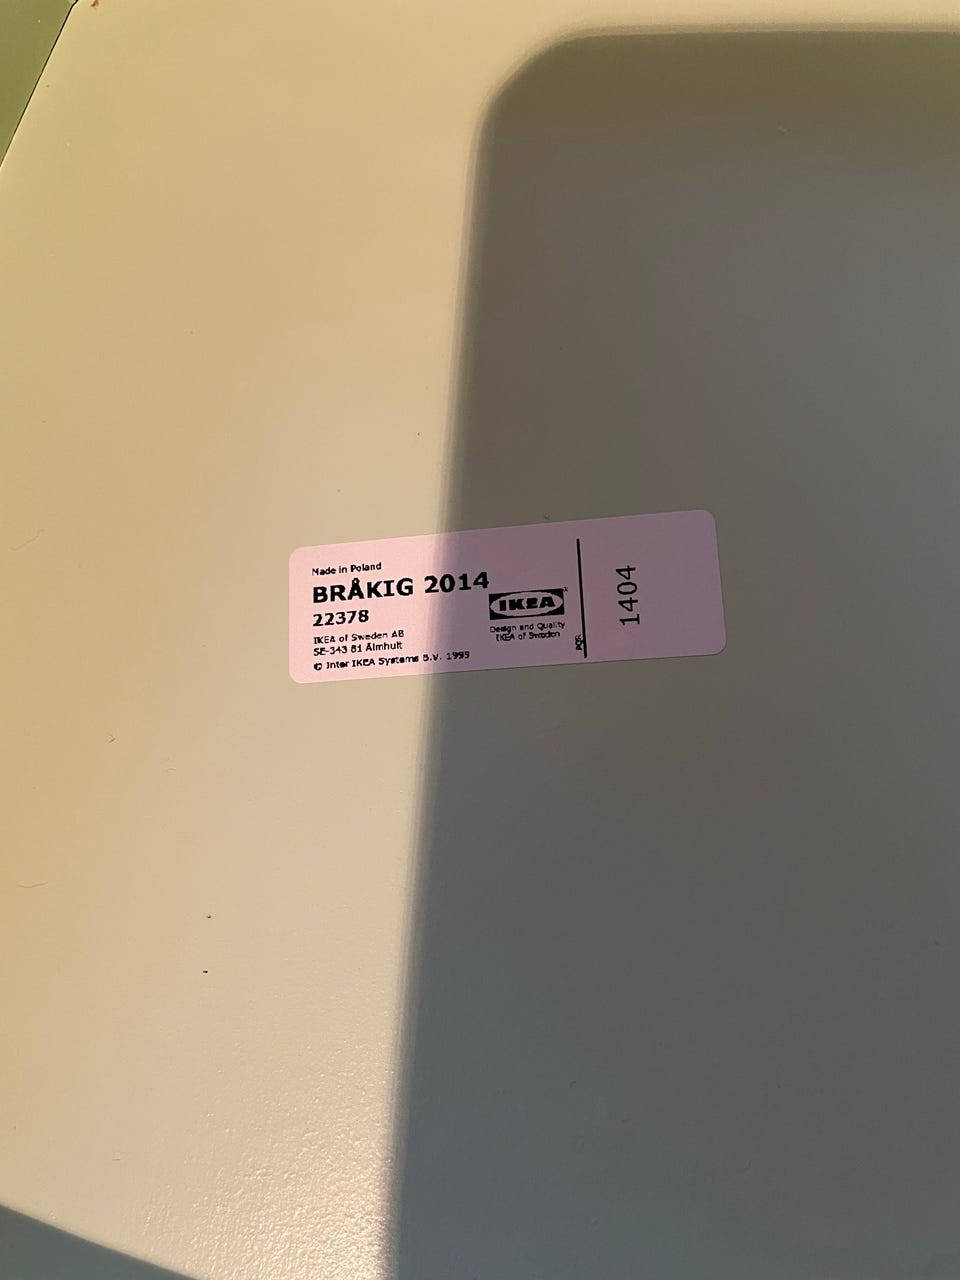 Made in Poland
BRÅKIG 2014
22378
IKEA of Sweden AB
SE-343 81 Älmhult
© Inter IKEA Systems B.V. 1999
IKEA
Design and Quality
IKEA of Sweden
PQR
1404